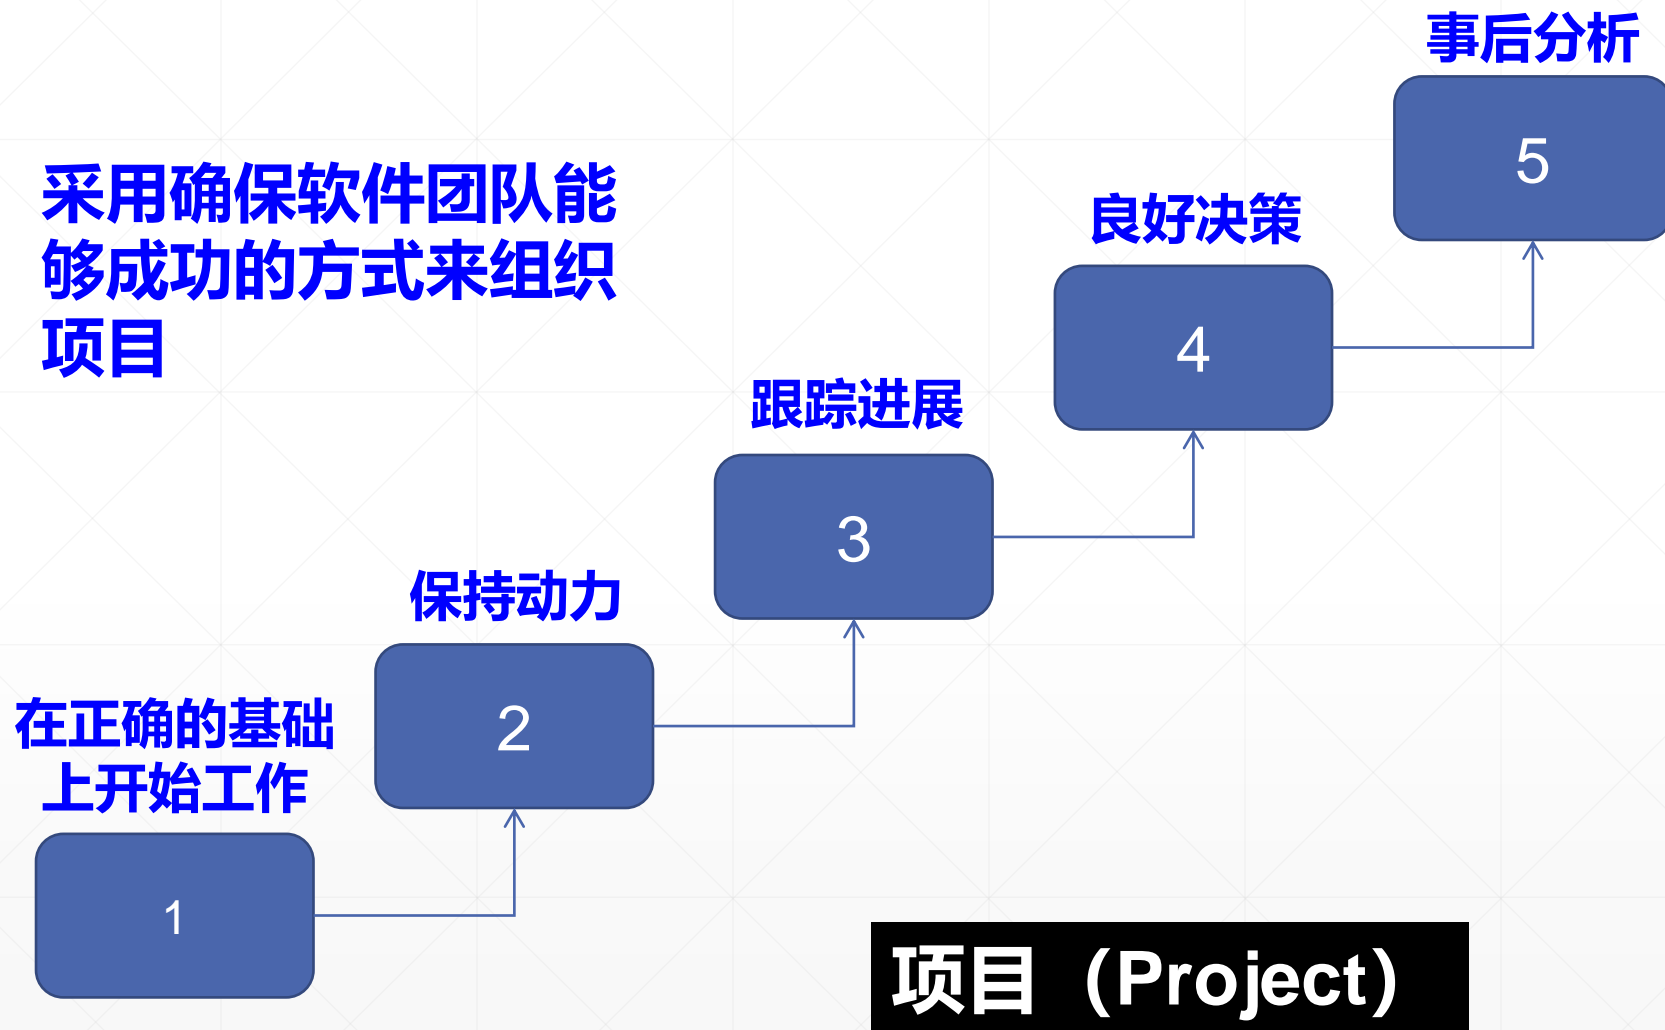 事后分析
5
采用确保软件团队能
够成功的方式来组织
项目
良好决策
4
跟踪进展
3
保持动力
2
在正确的基础
上开始工作
1
项目（Project）